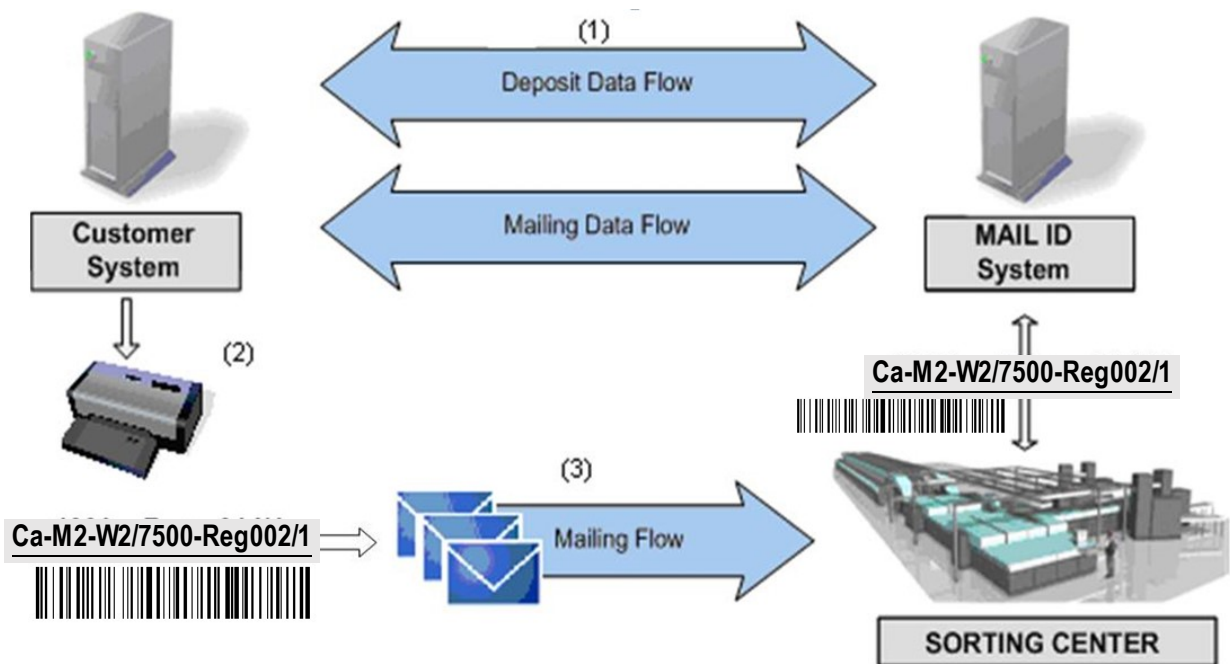 (1)
Deposit Data Flow
Mailing Data Flow
Customer
System
MAIL ID
System
(2)
Ca-M2-W2/7500-Reg002/1
(3)
Mailing Flow
Ca-M2-W2/7500-Reg002/1
SORTING CENTER